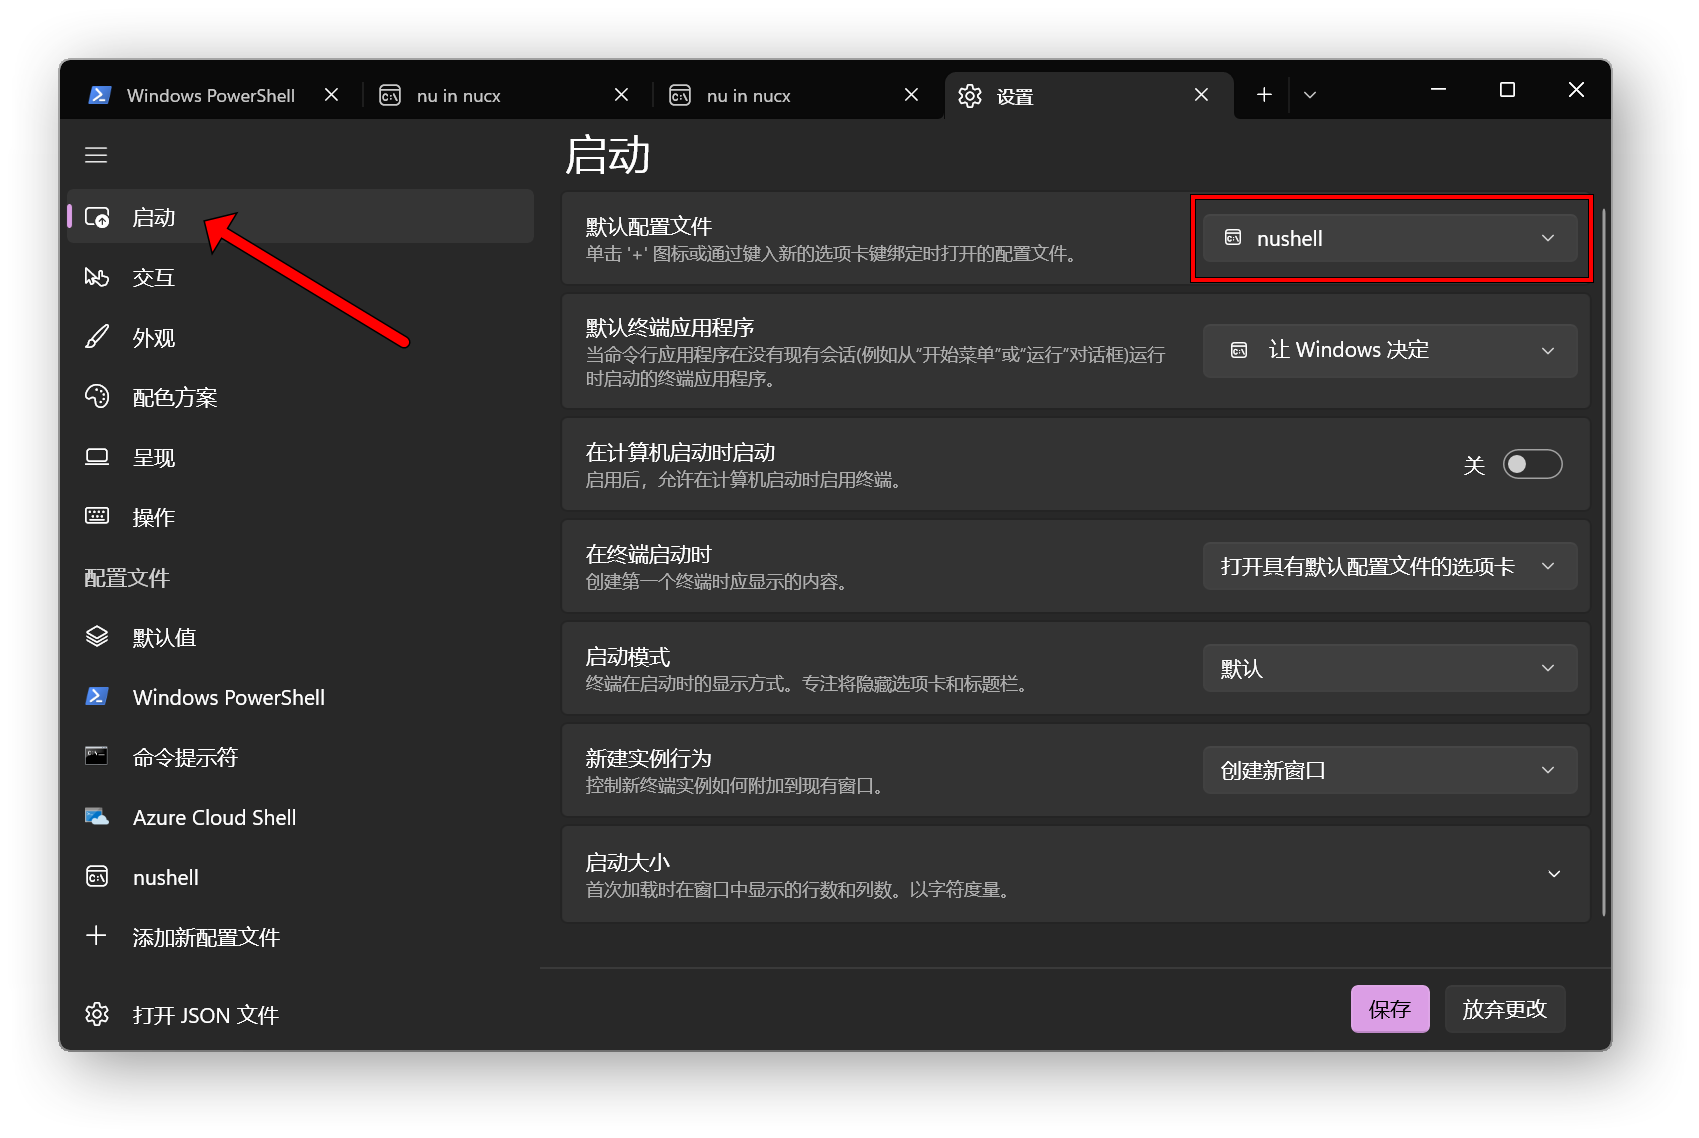 Windows PowerShell
nu in nucx
nu in nucx
设置
启动
交互
外观
配色方案
呈现
操作
配置文件
默认值
Windows PowerShell
命令提示符
Azure Cloud Shell
nushell
添加新配置文件
打开 JSON 文件
启动
默认配置文件
单击 '+' 图标或通过键入新的选项卡键绑定时打开的配置文件。
nushell
默认终端应用程序
当命令行应用程序在没有现有会话(例如从“开始菜单”或“运行”对话框)运行
时启动的终端应用程序。
让 Windows 决定
在计算机启动时启动
启用后，允许在计算机启动时启用终端。
关
在终端启动时
创建第一个终端时应显示的内容。
打开具有默认配置文件的选项卡
启动模式
终端在启动时的显示方式。专注将隐藏选项卡和标题栏。
默认
新建实例行为
控制新终端实例如何附加到现有窗口。
创建新窗口
启动大小
首次加载时在窗口中显示的行数和列数。以字符度量。
保存
放弃更改